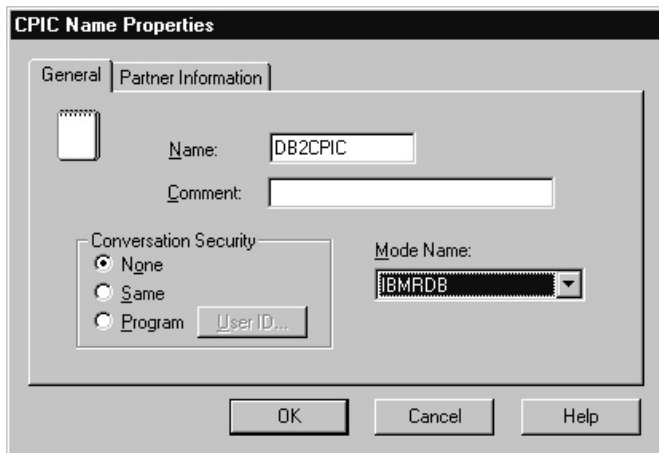 CPIC Name Properties
General Partner Information
Name: DB2CPIC
Comment:
Conversation Security
None
Same
Program User ID...
Mode Name:
IBMRDB
OK Cancel Help